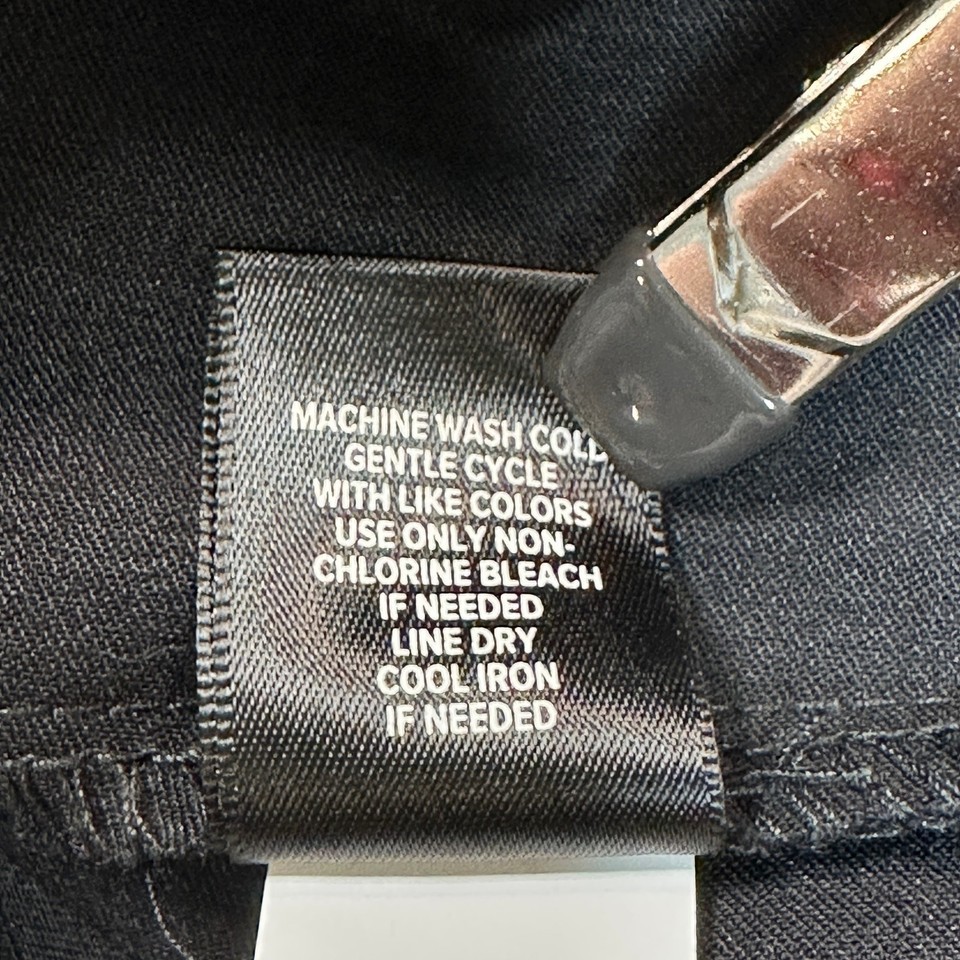 MACHINE WASH COLD
GENTLE CYCLE
WITH LIKE COLORS
USE ONLY NON-
CHLORINE BLEACH
IF NEEDED
LINE DRY
COOL IRON
IF NEEDED